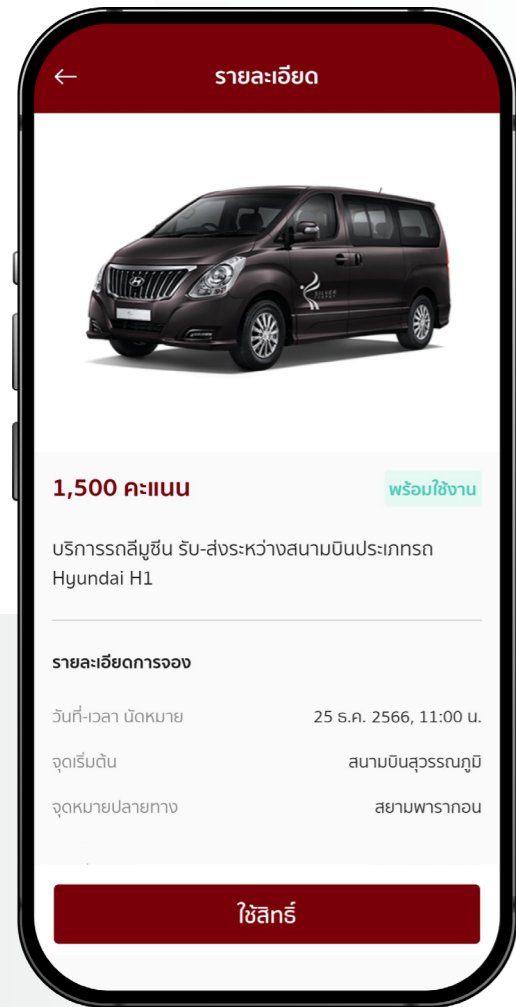 รายละเอียด
SILVER
1,500 คะแนน
พร้อมใช้งาน
บริการรถลีมูซีน รับ-ส่งระหว่างสนามบินประเภทรถ
Hyundai H1
รายละเอียดการจอง
วันที่-เวลา นัดหมาย
25 ธ.ค. 2566, 11:00 น.
จุดเริ่มต้น
สนามบินสุวรรณภูมิ
จุดหมายปลายทาง
สยามพารากอน
ใช้สิทธิ์